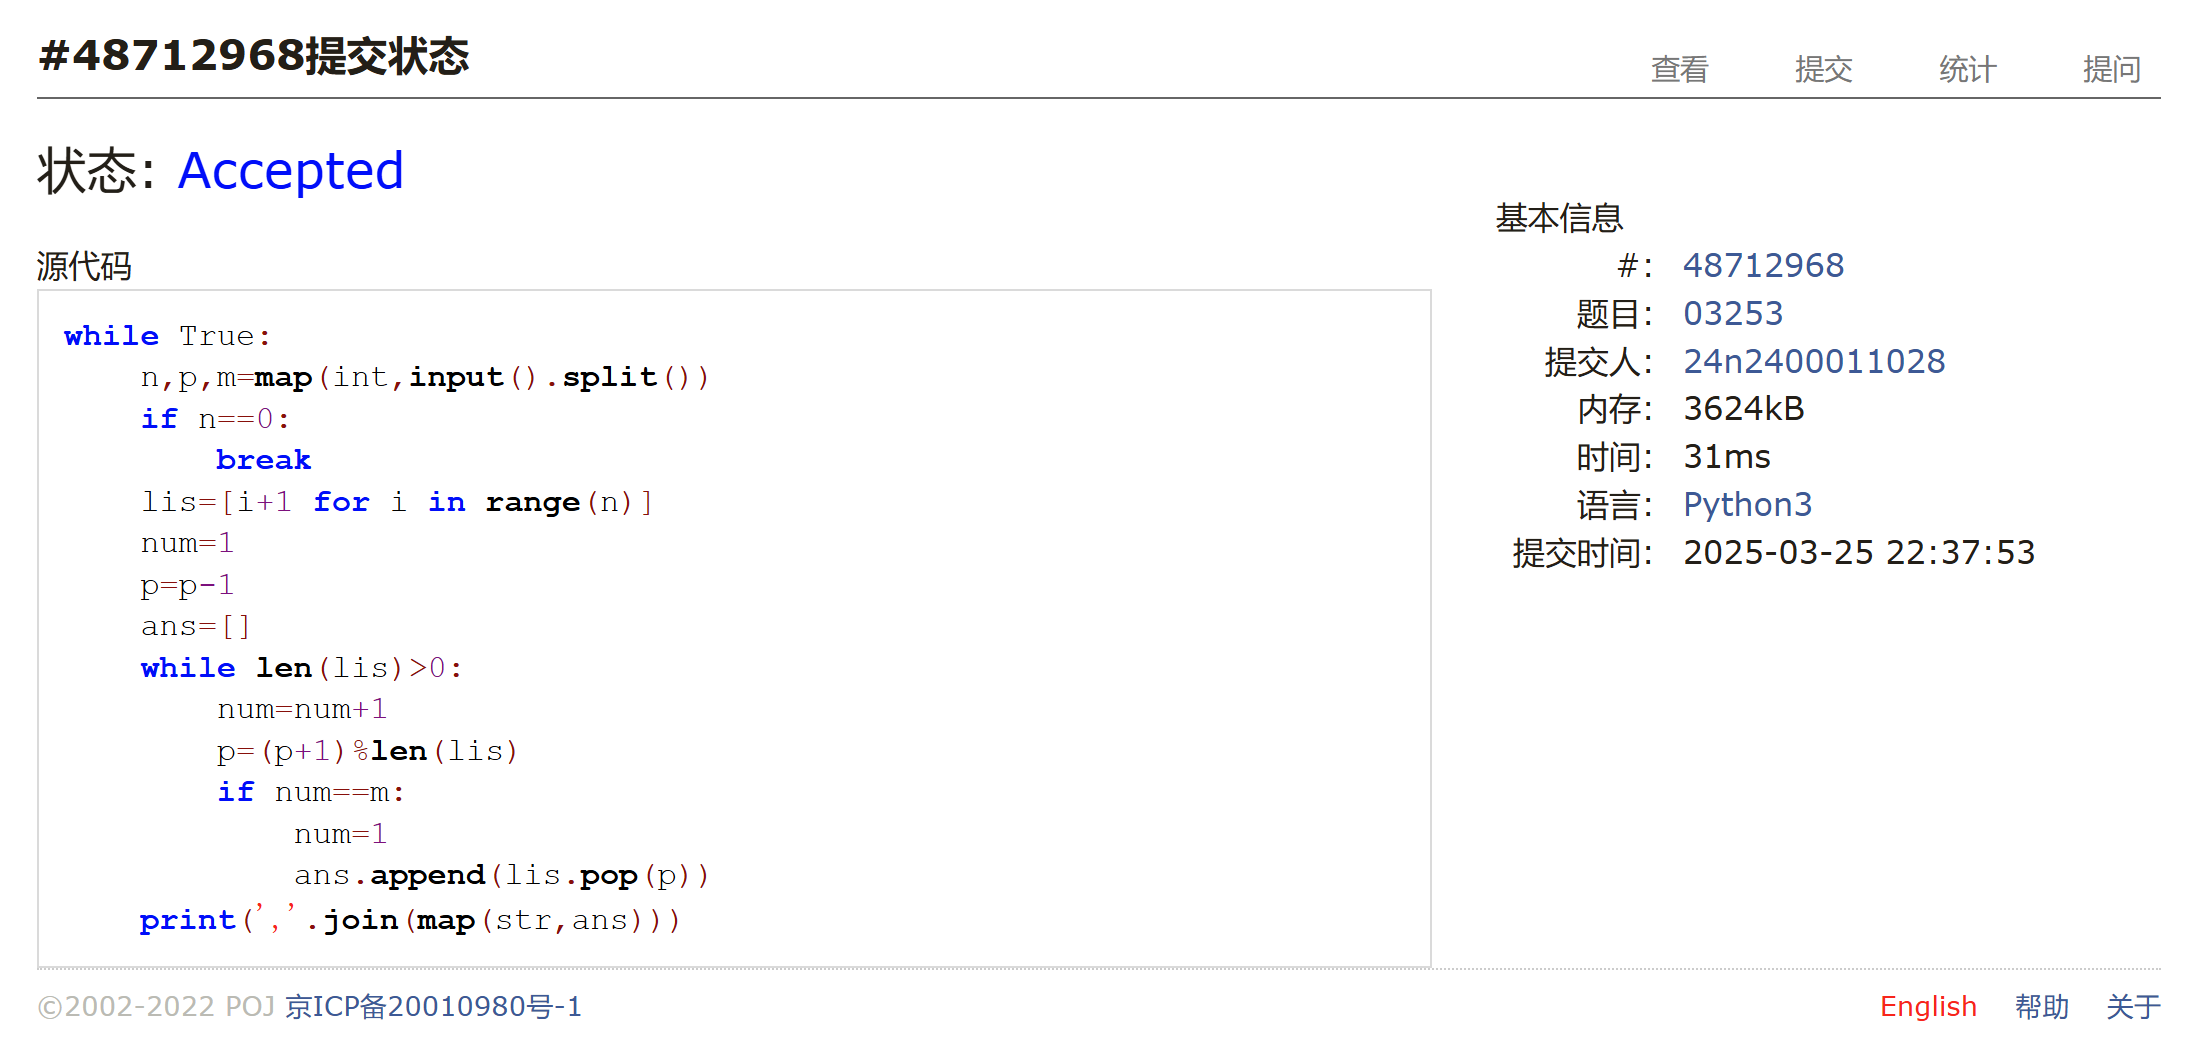 #48712968提交状态
查看 提交 统计 提问
状态: Accepted
源代码
while True:
    n,p,m=map(int,input().split())
    if n==0:
        break
    lis=[i+1 for i in range(n)]
    num=1
    p=p-1
    ans=[]
    while len(lis)>0:
        num=num+1
        p=(p+1)%len(lis)
        if num==m:
            num=1
            ans.append(lis.pop(p))
    print(','.join(map(str,ans)))
基本信息
#: 48712968
题目: 03253
提交人: 24n2400011028
内存: 3624kB
时间: 31ms
语言: Python3
提交时间: 2025-03-25 22:37:53
©2002-2022 POJ 京ICP备20010980号-1
English 帮助 关于